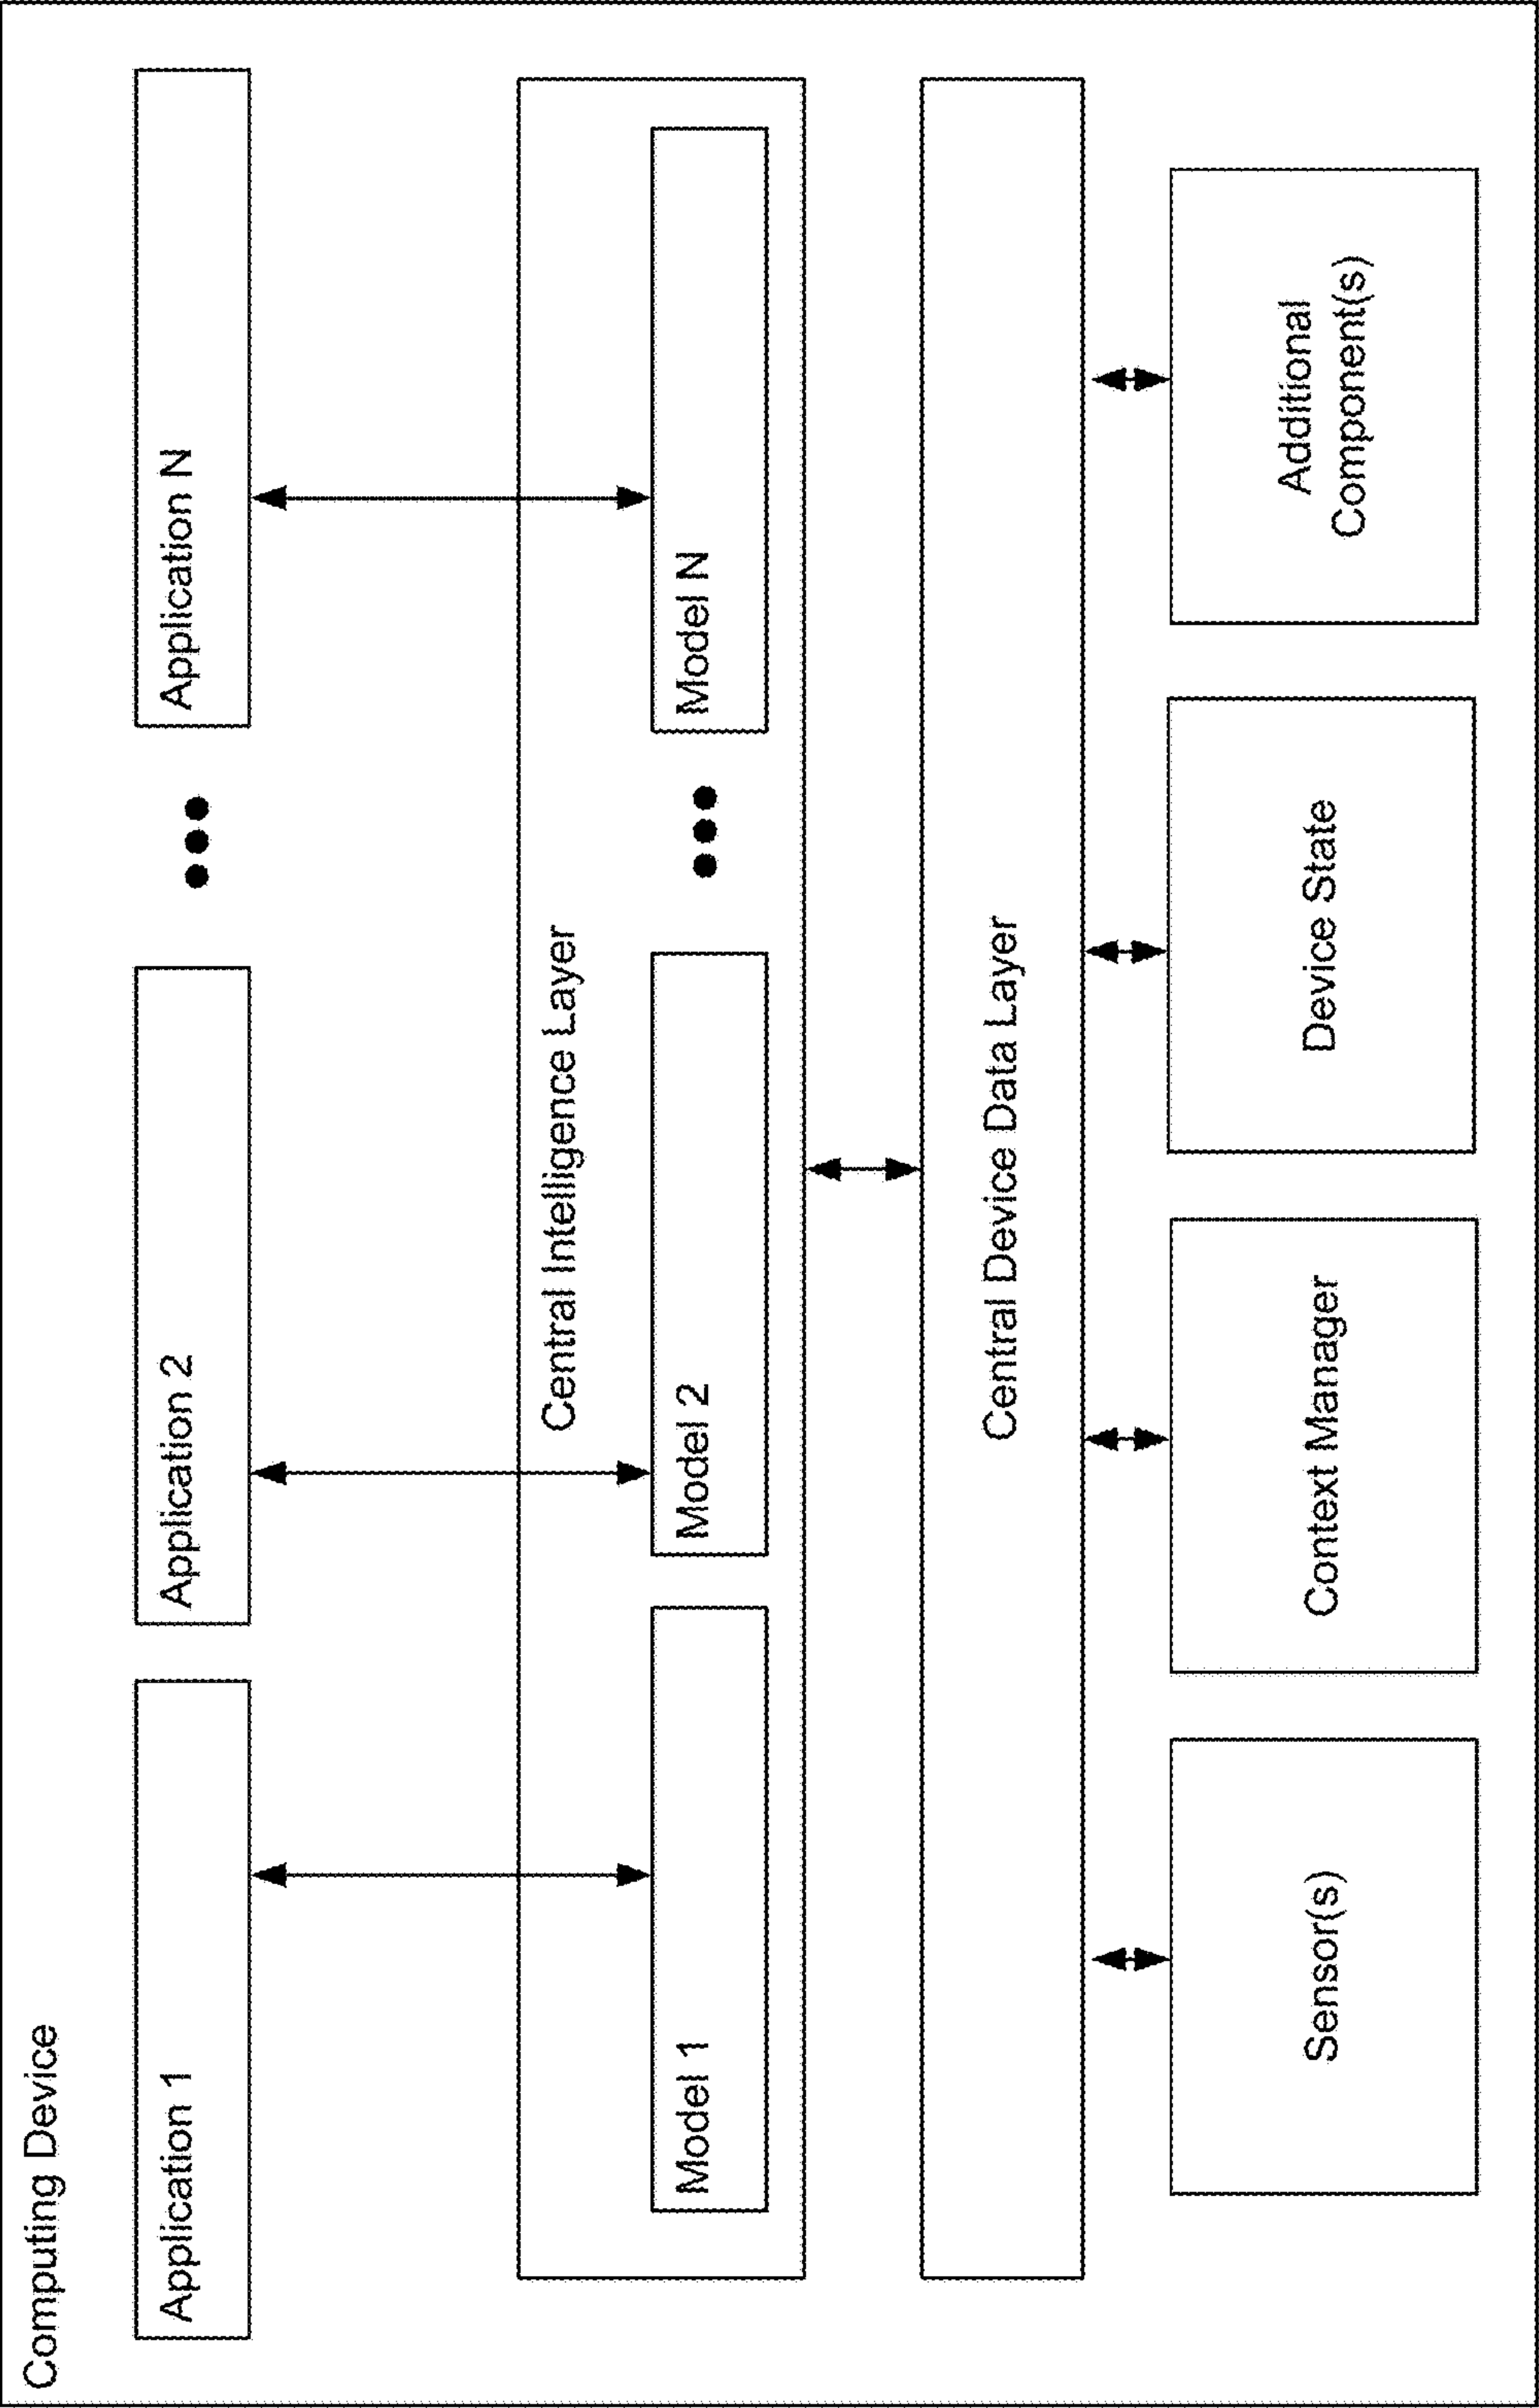 Computing Device
Application 1
Application 2
Application N
Central Intelligence Layer
Model 1
Model 2
Model N
Central Device Data Layer
Sensor(s)
Context Manager
Device State
Additional
Component(s)